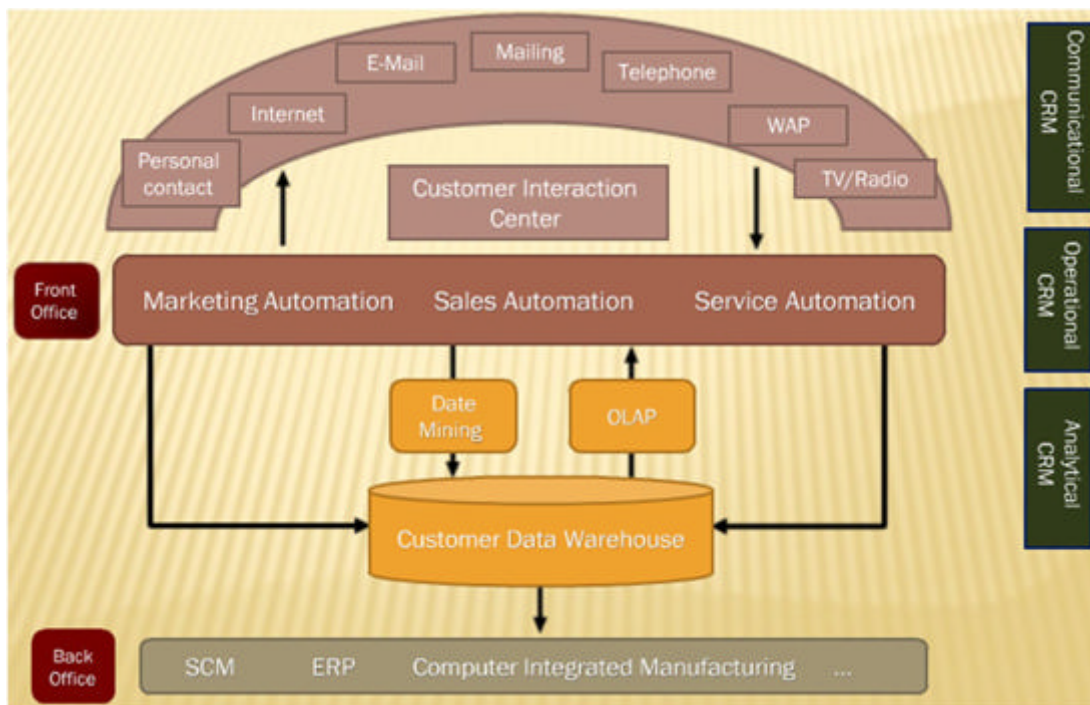 E-Mail
Mailing
Telephone
Internet
WAP
Personal
contact
TV/Radio
Customer Interaction
Center
Communicational
CRM
Front
Office
Marketing Automation
Sales Automation
Service Automation
Operational
CRM
Date
Mining
OLAP
Analytical
CRM
Customer Data Warehouse
Back
Office
SCM
ERP
Computer Integrated Manufacturing
...